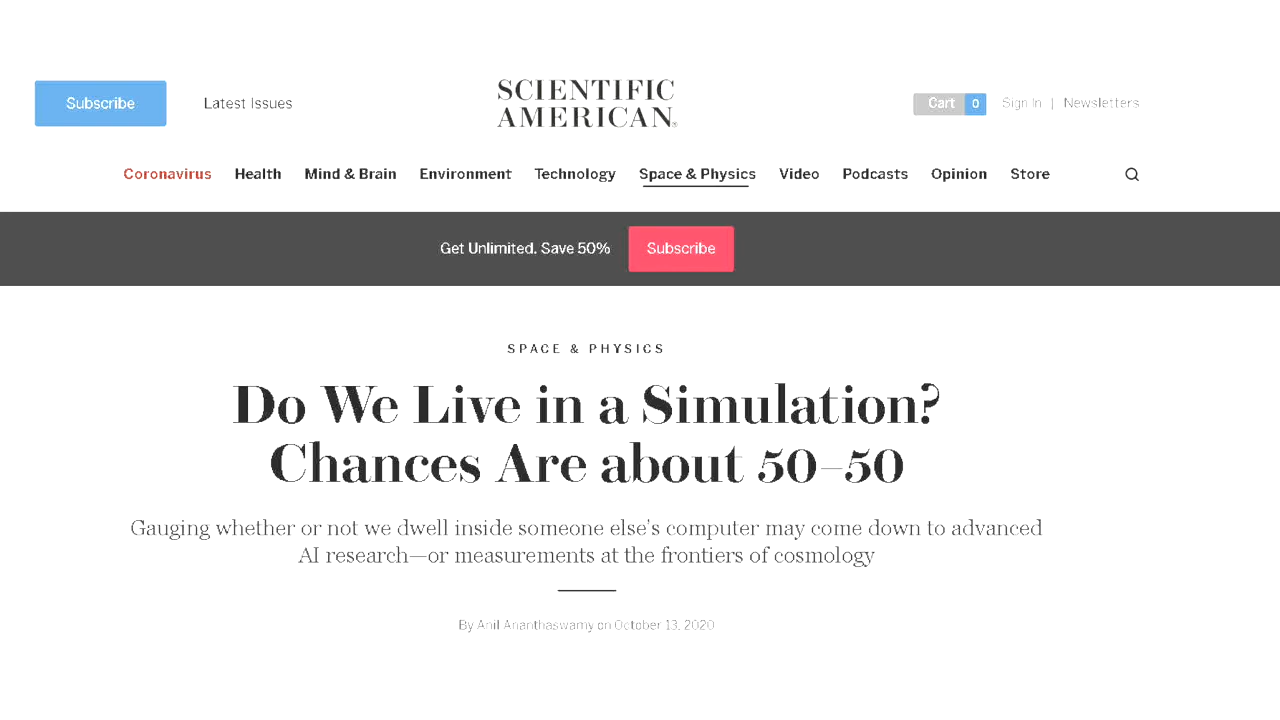 Subscribe
Latest Issues
SCIENTIFIC
AMERICAN®
Cart 0
Sign In | Newsletters
Coronavirus Health Mind & Brain Environment Technology Space & Physics Video Podcasts Opinion Store
Get Unlimited. Save 50% Subscribe
SPACE & PHYSICS
Do We Live in a Simulation?
Chances Are about 50–50
Gauging whether or not we dwell inside someone else's computer may come down to advanced
AI research—or measurements at the frontiers of cosmology
By Anil Ananthaswamy on October 13, 2020